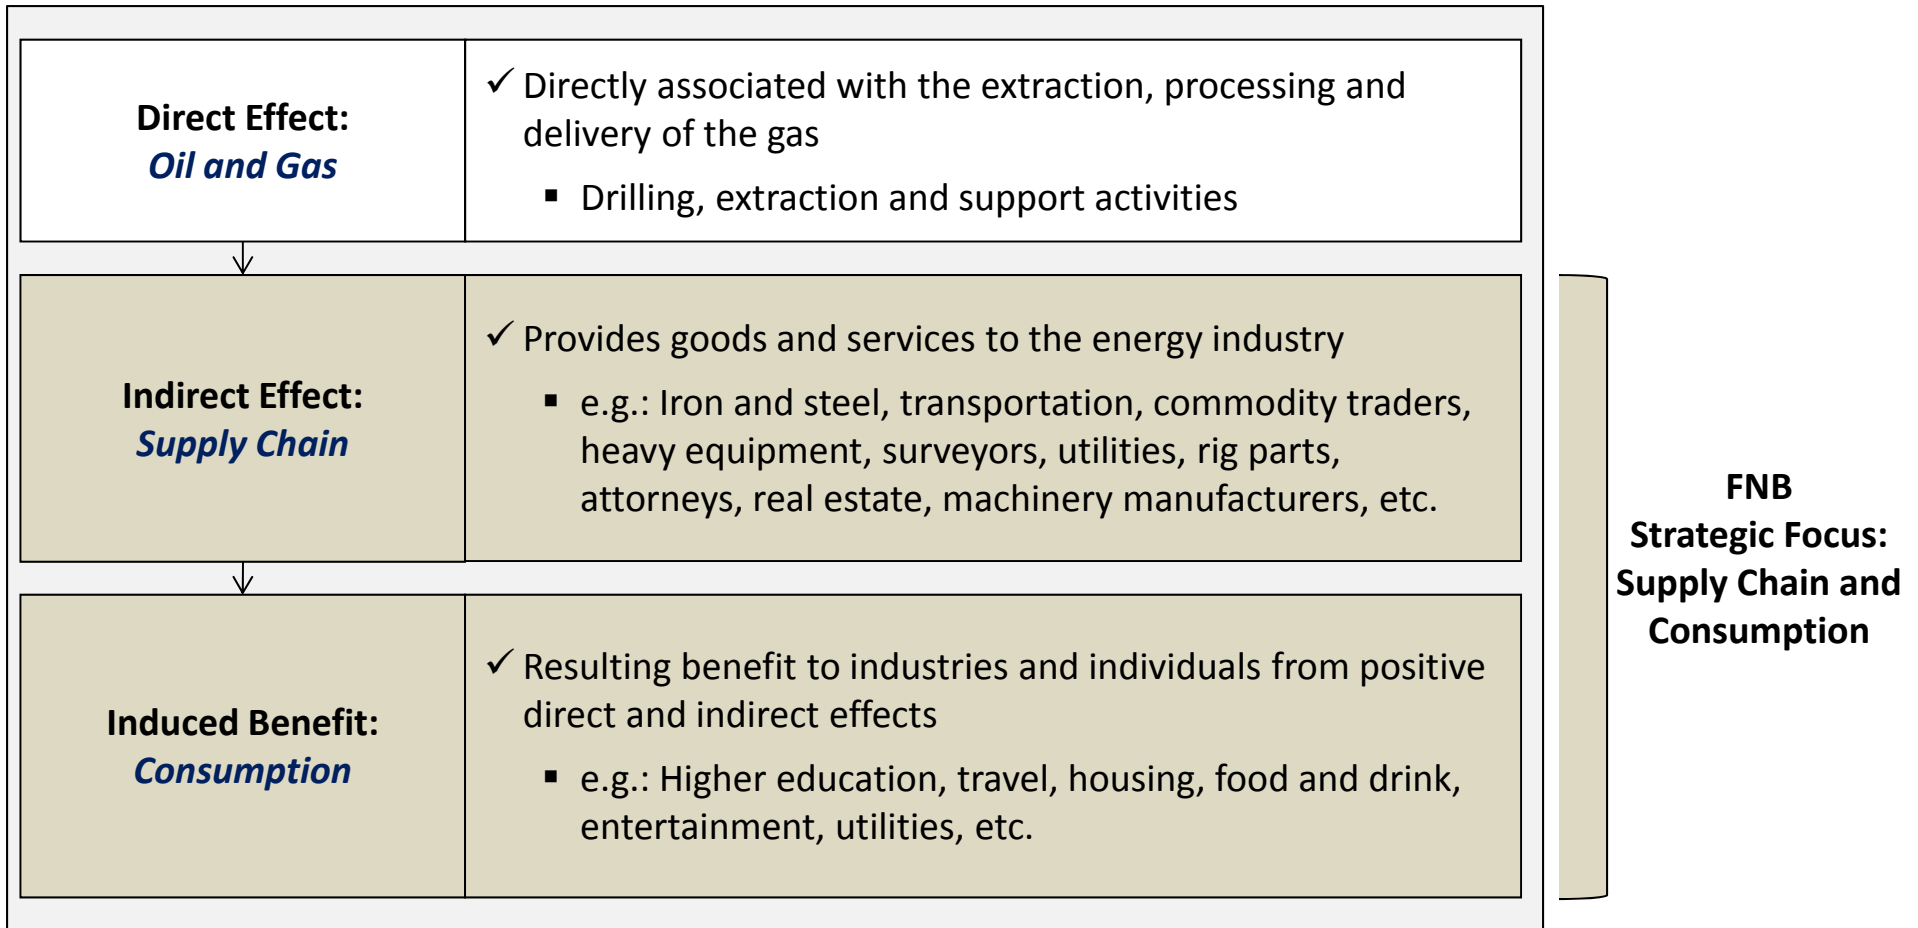 Direct Effect:
Oil and Gas
✓ Directly associated with the extraction, processing and
delivery of the gas
▪ Drilling, extraction and support activities
Indirect Effect:
Supply Chain
✓ Provides goods and services to the energy industry
▪ e.g.: Iron and steel, transportation, commodity traders,
heavy equipment, surveyors, utilities, rig parts,
attorneys, real estate, machinery manufacturers, etc.
Induced Benefit:
Consumption
✓ Resulting benefit to industries and individuals from positive
direct and indirect effects
▪ e.g.: Higher education, travel, housing, food and drink,
entertainment, utilities, etc.
FNB
Strategic Focus:
Supply Chain and
Consumption